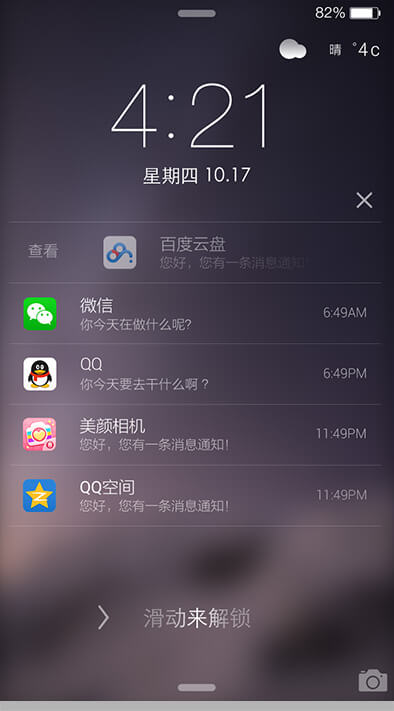 82%
晴 °4c
4:21
星期四 10.17
查看
百度云盘
您好，您有一条消息通知!
微信
你今天在做什么呢?
6:49AM
QQ
你今天要去干什么啊？
6:49PM
美颜相机
您好，您有一条消息通知!
11:49PM
QQ空间
您好，您有一条消息通知!
11:49PM
滑动来解锁